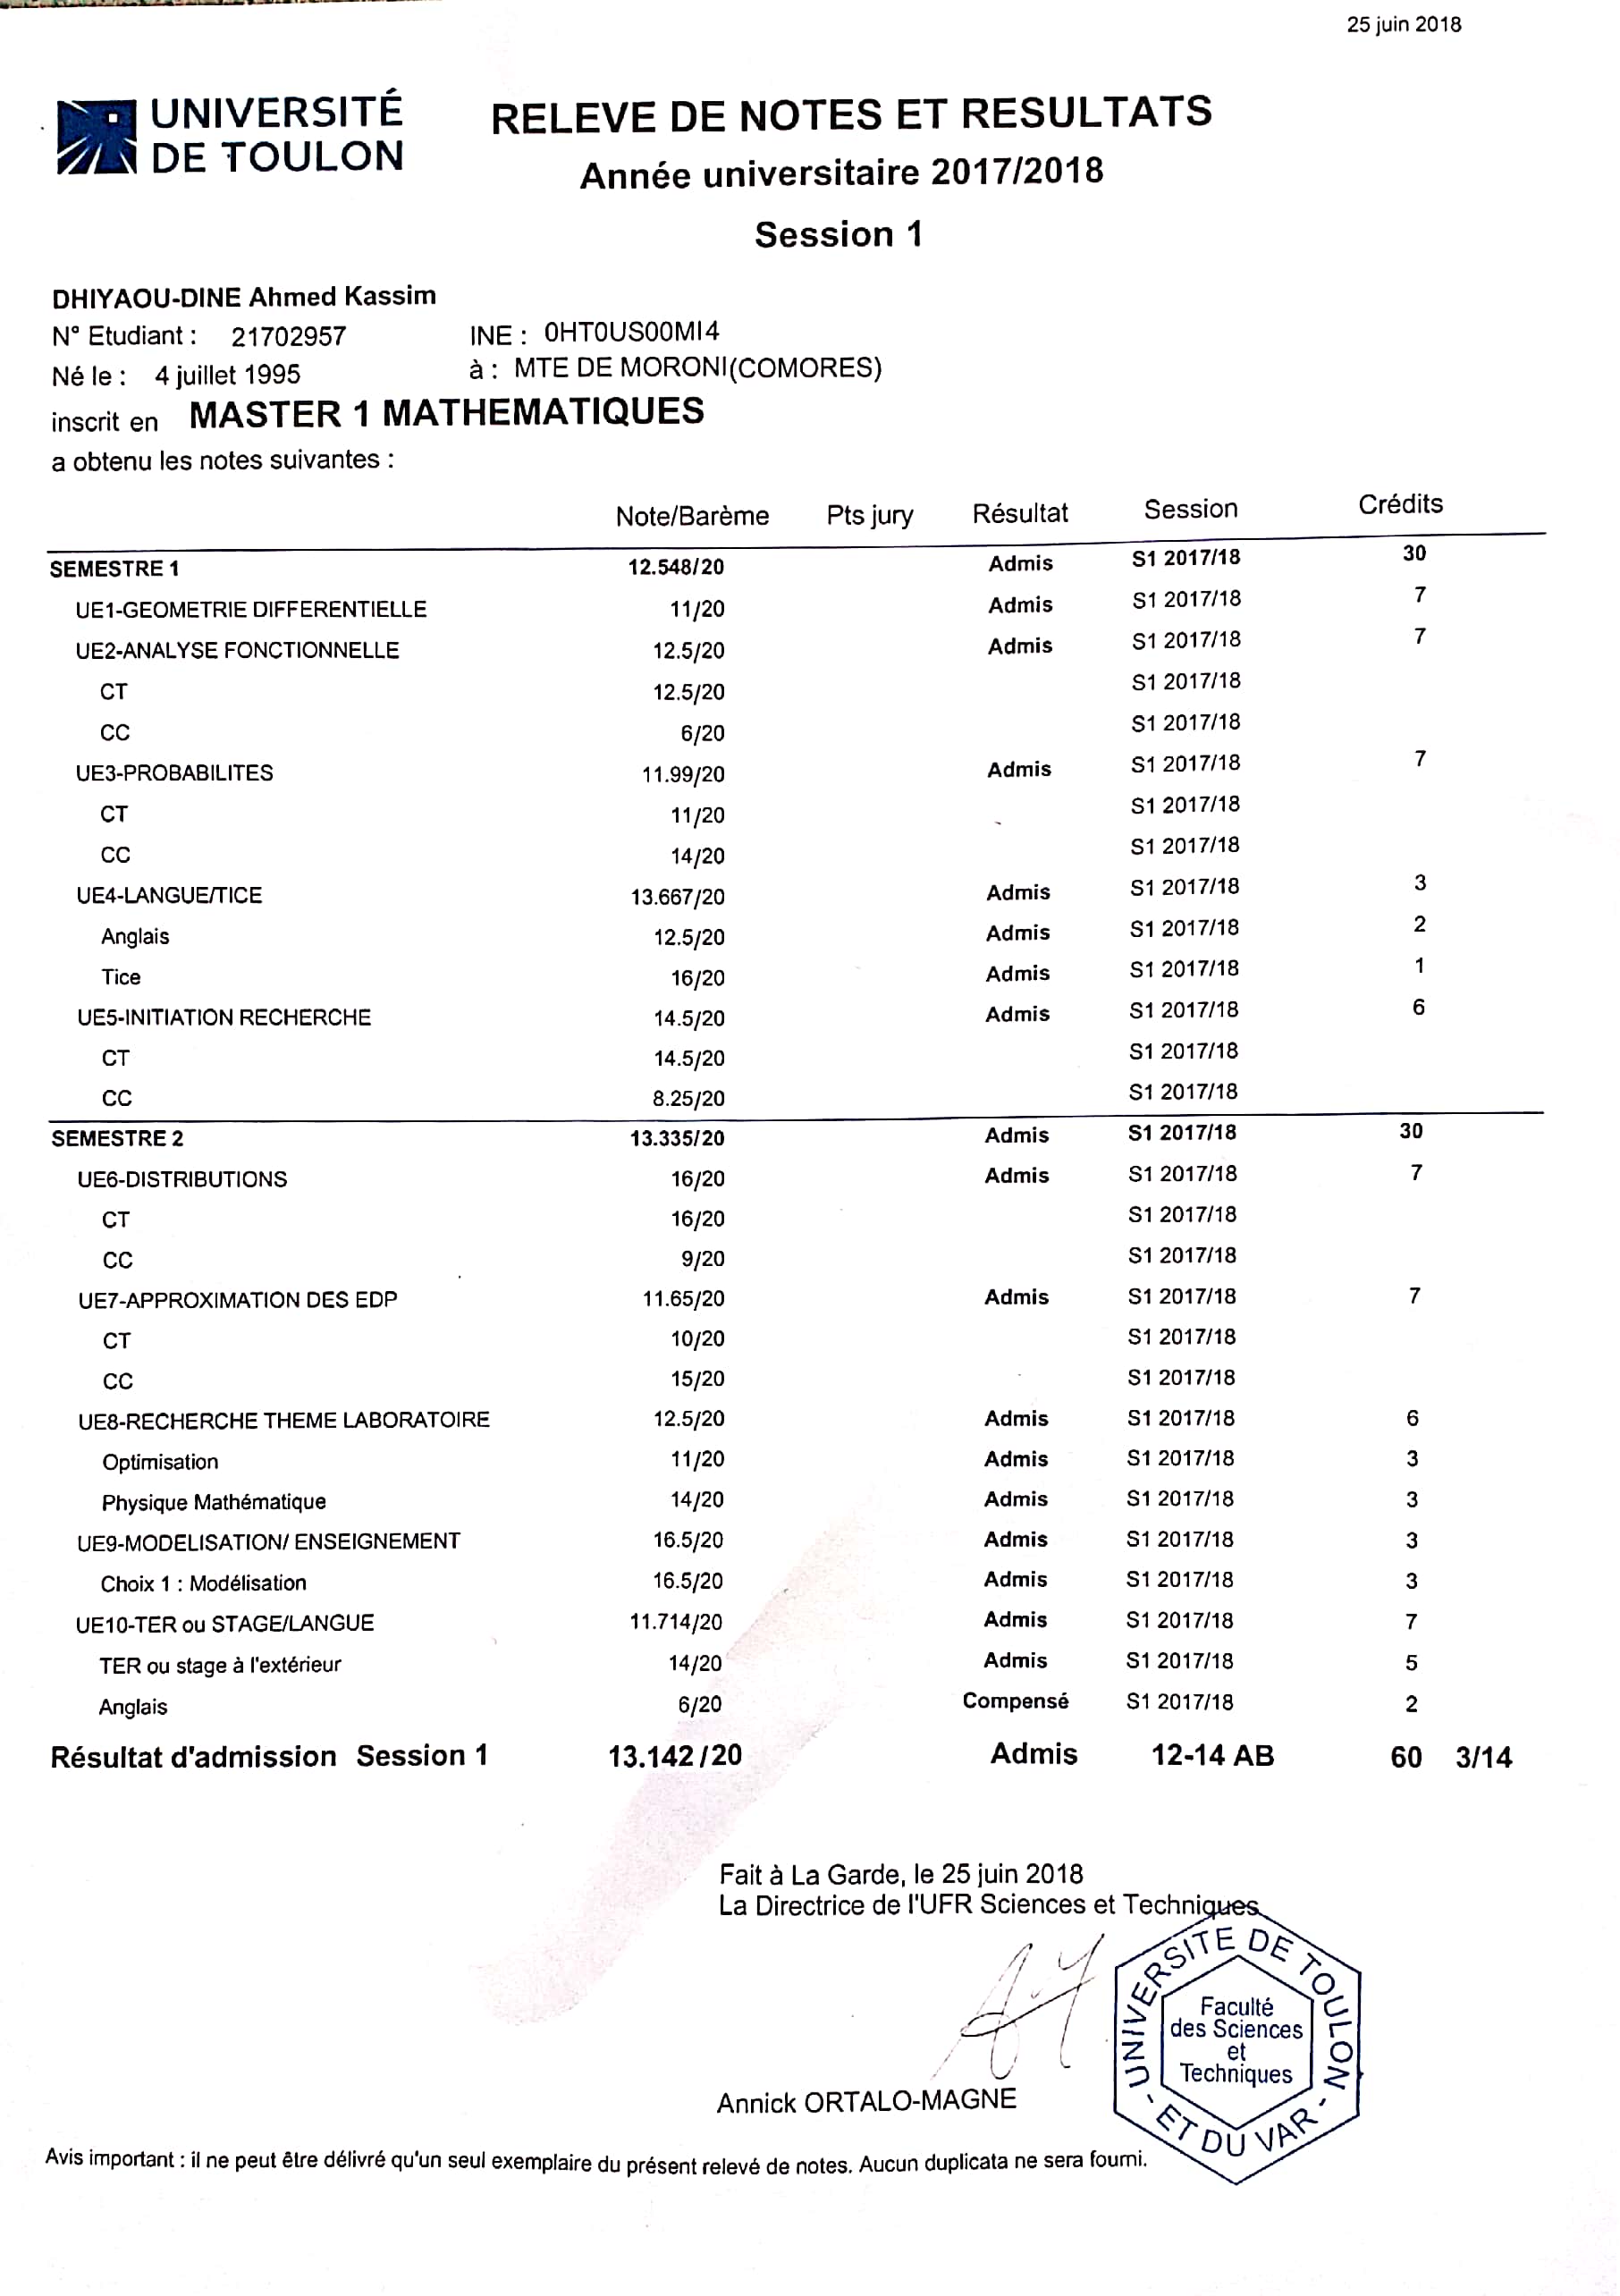 25 juin 2018
UNIVERSITÉ
DE TOULON
RELEVE DE NOTES ET RESULTATS
Année universitaire 2017/2018
Session 1
DHIYAOU-DINE Ahmed Kassim
N° Etudiant : 21702957 INE : 0HT0US00MI4
Né le : 4 juillet 1995 à : MTE DE MORONI(COMORES)
inscrit en MASTER 1 MATHEMATIQUES
a obtenu les notes suivantes :
Note/Barème Pts jury Résultat Session Crédits
SEMESTRE 1 12.548/20 Admis S1 2017/18 30
UE1-GEOMETRIE DIFFERENTIELLE 11/20 Admis S1 2017/18 7
UE2-ANALYSE FONCTIONNELLE 12.5/20 Admis S1 2017/18 7
CT 12.5/20 S1 2017/18
CC 6/20 S1 2017/18
UE3-PROBABILITES 11.99/20 Admis S1 2017/18 7
CT 11/20 S1 2017/18
CC 14/20 S1 2017/18
UE4-LANGUE/TICE 13.667/20 Admis S1 2017/18 3
Anglais 12.5/20 Admis S1 2017/18 2
Tice 16/20 Admis S1 2017/18 1
UE5-INITIATION RECHERCHE 14.5/20 Admis S1 2017/18 6
CT 14.5/20 S1 2017/18
CC 8.25/20 S1 2017/18
SEMESTRE 2 13.335/20 Admis S1 2017/18 30
UE6-DISTRIBUTIONS 16/20 Admis S1 2017/18 7
CT 16/20 S1 2017/18
CC 9/20 S1 2017/18
UE7-APPROXIMATION DES EDP 11.65/20 Admis S1 2017/18 7
CT 10/20 S1 2017/18
CC 15/20 S1 2017/18
UE8-RECHERCHE THEME LABORATOIRE 12.5/20 Admis S1 2017/18 6
Optimisation 11/20 Admis S1 2017/18 3
Physique Mathématique 14/20 Admis S1 2017/18 3
UE9-MODELISATION/ ENSEIGNEMENT 16.5/20 Admis S1 2017/18 3
Choix 1 : Modélisation 16.5/20 Admis S1 2017/18 3
UE10-TER ou STAGE/LANGUE 11.714/20 Admis S1 2017/18 7
TER ou stage à l'extérieur 14/20 Admis S1 2017/18 5
Anglais 6/20 Compensé S1 2017/18 2
Résultat d'admission Session 1 13.142 /20 Admis 12-14 AB 60 3/14
Fait à La Garde, le 25 juin 2018
La Directrice de l'UFR Sciences et Techniques
UNIVERSITE DE TOULON - ET DU VAR -
Faculté
des Sciences
et
Techniques
Annick ORTALO-MAGNE
Avis important : il ne peut être délivré qu'un seul exemplaire du présent relevé de notes. Aucun duplicata ne sera fourni.